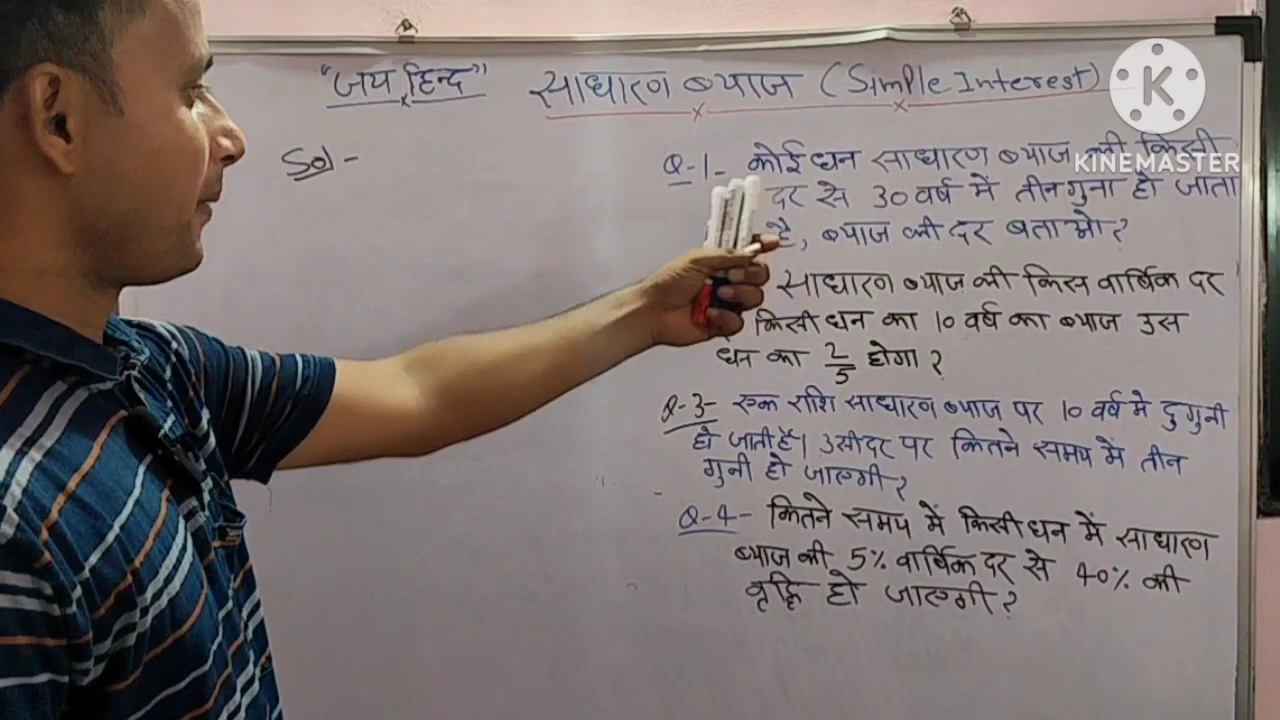 "जय हिन्द" साधारण ब्याज (Simple Interest)
K
KINEMASTER
Sol-
Q-1- कोई धन साधारण ब्याज की किसी
दर से 30 वर्ष में तीन गुना हो जाता
है, ब्याज की दर बताओ?
साधारण ब्याज की किस वार्षिक दर
किसी धन का 10 वर्ष का ब्याज उस
धन का 2/5 होगा?
Q-3- एक राशि साधारण ब्याज पर 10 वर्ष मे दुगुनी
हो जाती है। उसी दर पर कितने समय में तीन
गुनी हो जाएगी?
Q-4- कितने समय में किसी धन में साधारण
ब्याज की 5% वार्षिक दर से 40% की
वृद्धि हो जाएगी?